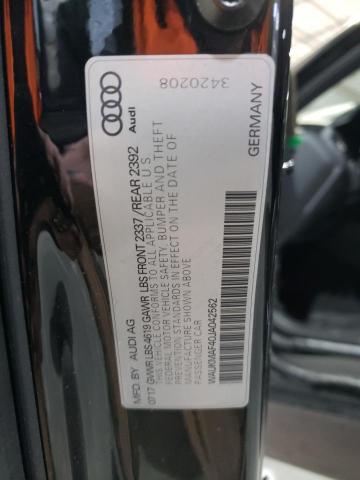 Audi
3420208
MFD. BY AUDI AG
GERMANY
07/17 GVWR LBS 4619 GAWR LBS FRONT 2337/REAR 2392
THIS VEHICLE CONFORMS TO ALL APPLICABLE U S
FEDERAL MOTOR VEHICLE SAFETY, BUMPER AND THEFT
PREVENTION STANDARDS IN EFFECT ON THE DATE OF
MANUFACTURE SHOWN ABOVE.
PASSENGER CAR
WAUKMAF40JA042562